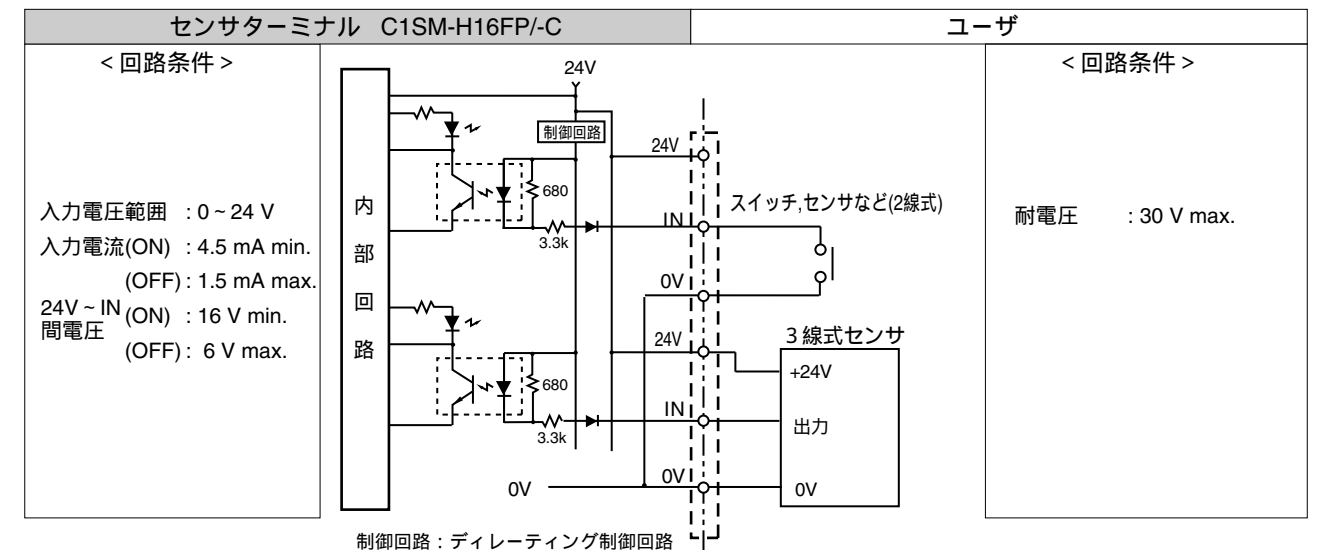 センサターミナル C1SM-H16FP/-C
ユーザ
<回路条件>
入力電圧範囲 : 0~24 V
入力電流(ON) : 4.5 mA min.
(OFF) : 1.5 mA max.
24V~IN間電圧 (ON) : 16 V min.
(OFF) : 6 V max.
内部回路
24V
制御回路
680
3.3k
680
3.3k
0V
24V
IN
0V
24V
IN
0V
スイッチ,センサなど(2線式)
3線式センサ
+24V
出力
0V
<回路条件>
耐電圧 : 30 V max.
制御回路:ディレーティング制御回路